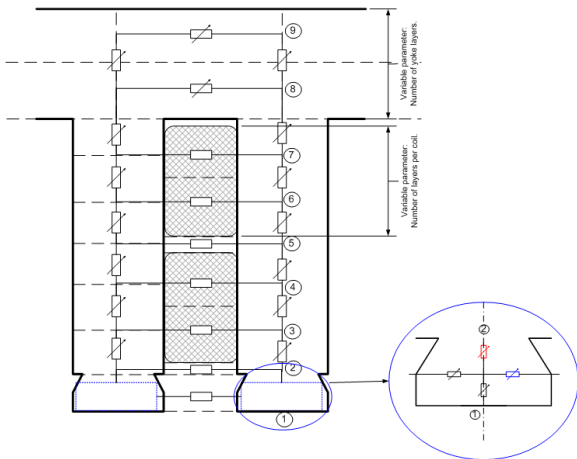 9
8
7
6
5
4
3
2
1
Variable parameter:
Number of yoke layers.
Variable parameter:
Number of layers per coil.
2
1